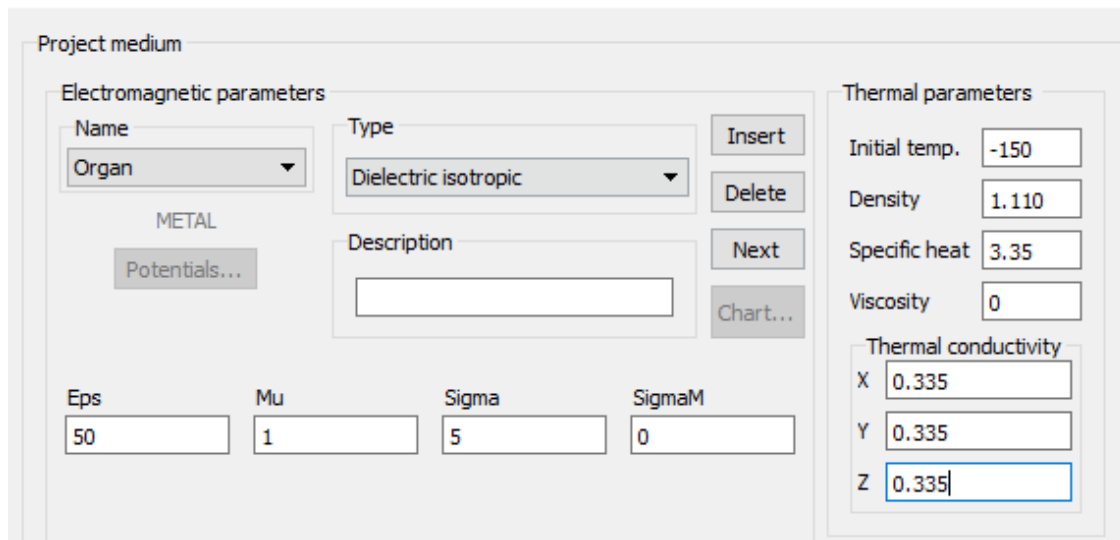 Project medium
Electromagnetic parameters
Name
Organ
Type
Dielectric isotropic
METAL
Potentials...
Description
Insert
Delete
Next
Chart...
Eps
50
Mu
1
Sigma
5
SigmaM
0
Thermal parameters
Initial temp. -150
Density 1.110
Specific heat 3.35
Viscosity 0
Thermal conductivity
X 0.335
Y 0.335
Z 0.335